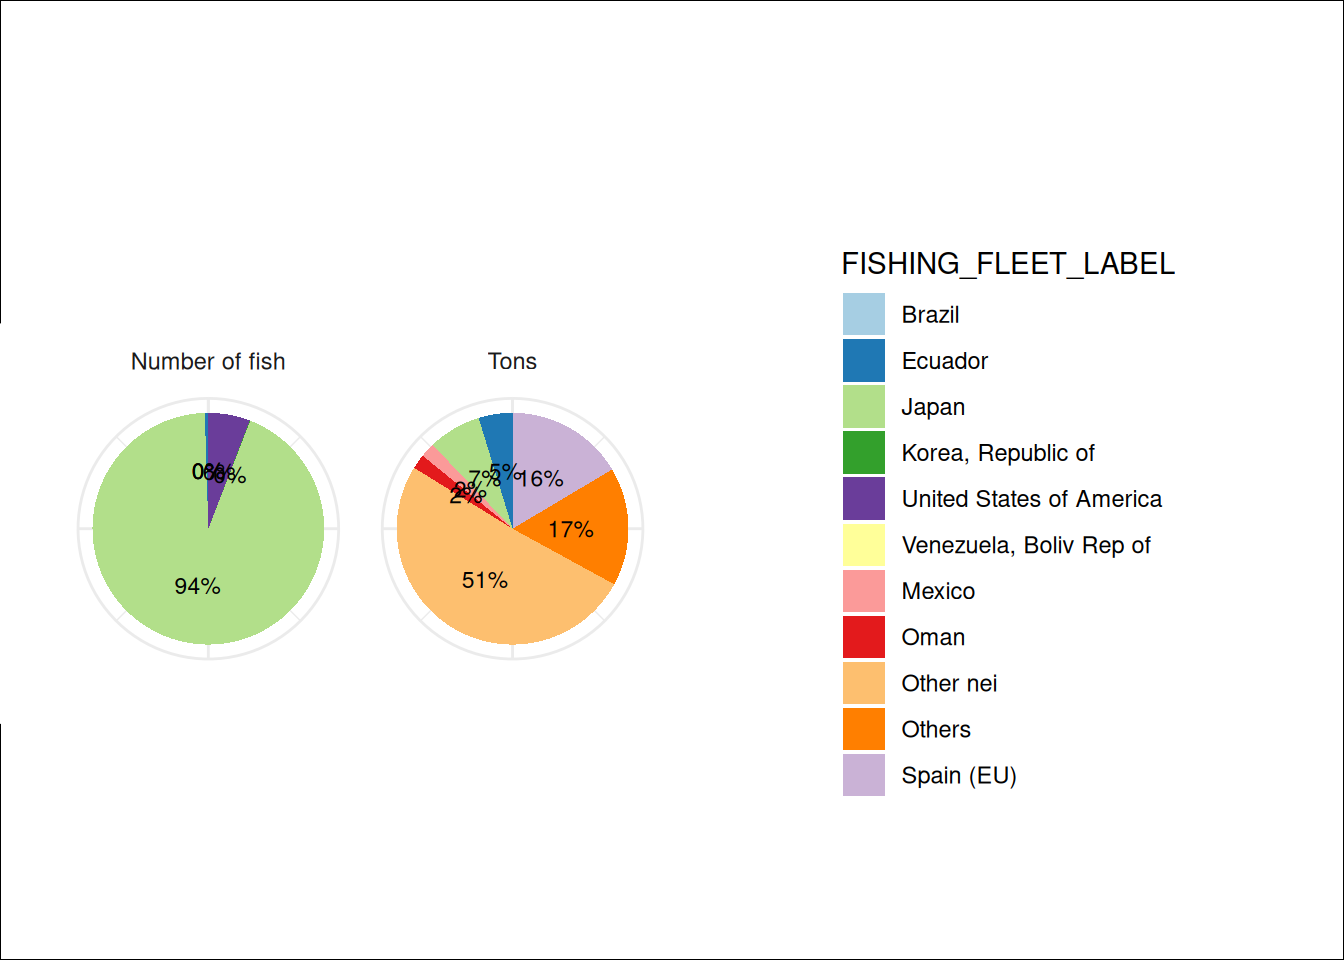 FISHING_FLEET_LABEL
Brazil
Ecuador
Japan
Korea, Republic of
United States of America
Venezuela, Boliv Rep of
Mexico
Oman
Other nei
Others
Spain (EU)
Number of fish
Tons
94%
7%
5%
16%
2%
17%
51%